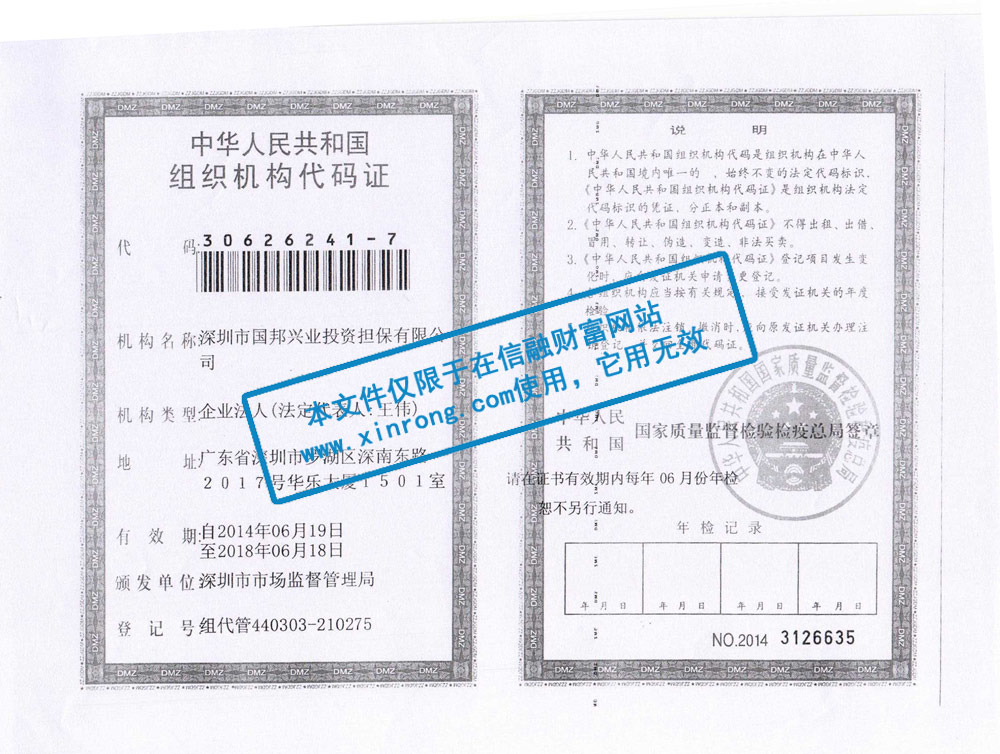 中华人民共和国
组织机构代码证
代 码:30626241-7
机构名称:深圳市国邦兴业投资担保有限公
司
机构类型:企业法人(法定代表人:王伟)
地 址:广东省深圳市罗湖区深南东路
2017号华乐大厦1501室
有 效 期:自2014年06月19日
至2018年06月18日
颁发单位:深圳市市场监督管理局
登 记 号:组代管440303-210275
说 明
1. 中华人民共和国组织机构代码是组织机构在中华人
民共和国境内唯一的、始终不变的法定代码标识,
《中华人民共和国组织机构代码证》是组织机构法定
代码标识的凭证,分正本和副本。
2.《中华人民共和国组织机构代码证》不得出租、出借、
冒用、转让、伪造、变造、非法买卖。
3.《中华人民共和国组织机构代码证》登记项目发生变
化时,应向发证机关申请变更登记。
4. 各组织机构应当按有关规定,接受发证机关的年度
检验。
依法注销、撤消时,应向原发证机关办理注
销登记,并交回全部代码证。
本文件仅限于在信融财富网站
www.xinrong.com使用,它用无效
中华人民
共和国
国家质量监督检验检疫总局签章
请在证书有效期内每年 06 月份年检,
恕不另行通知。
年检记录
年 月 日 年 月 日 年 月 日 年 月 日
NO.2014 3126635